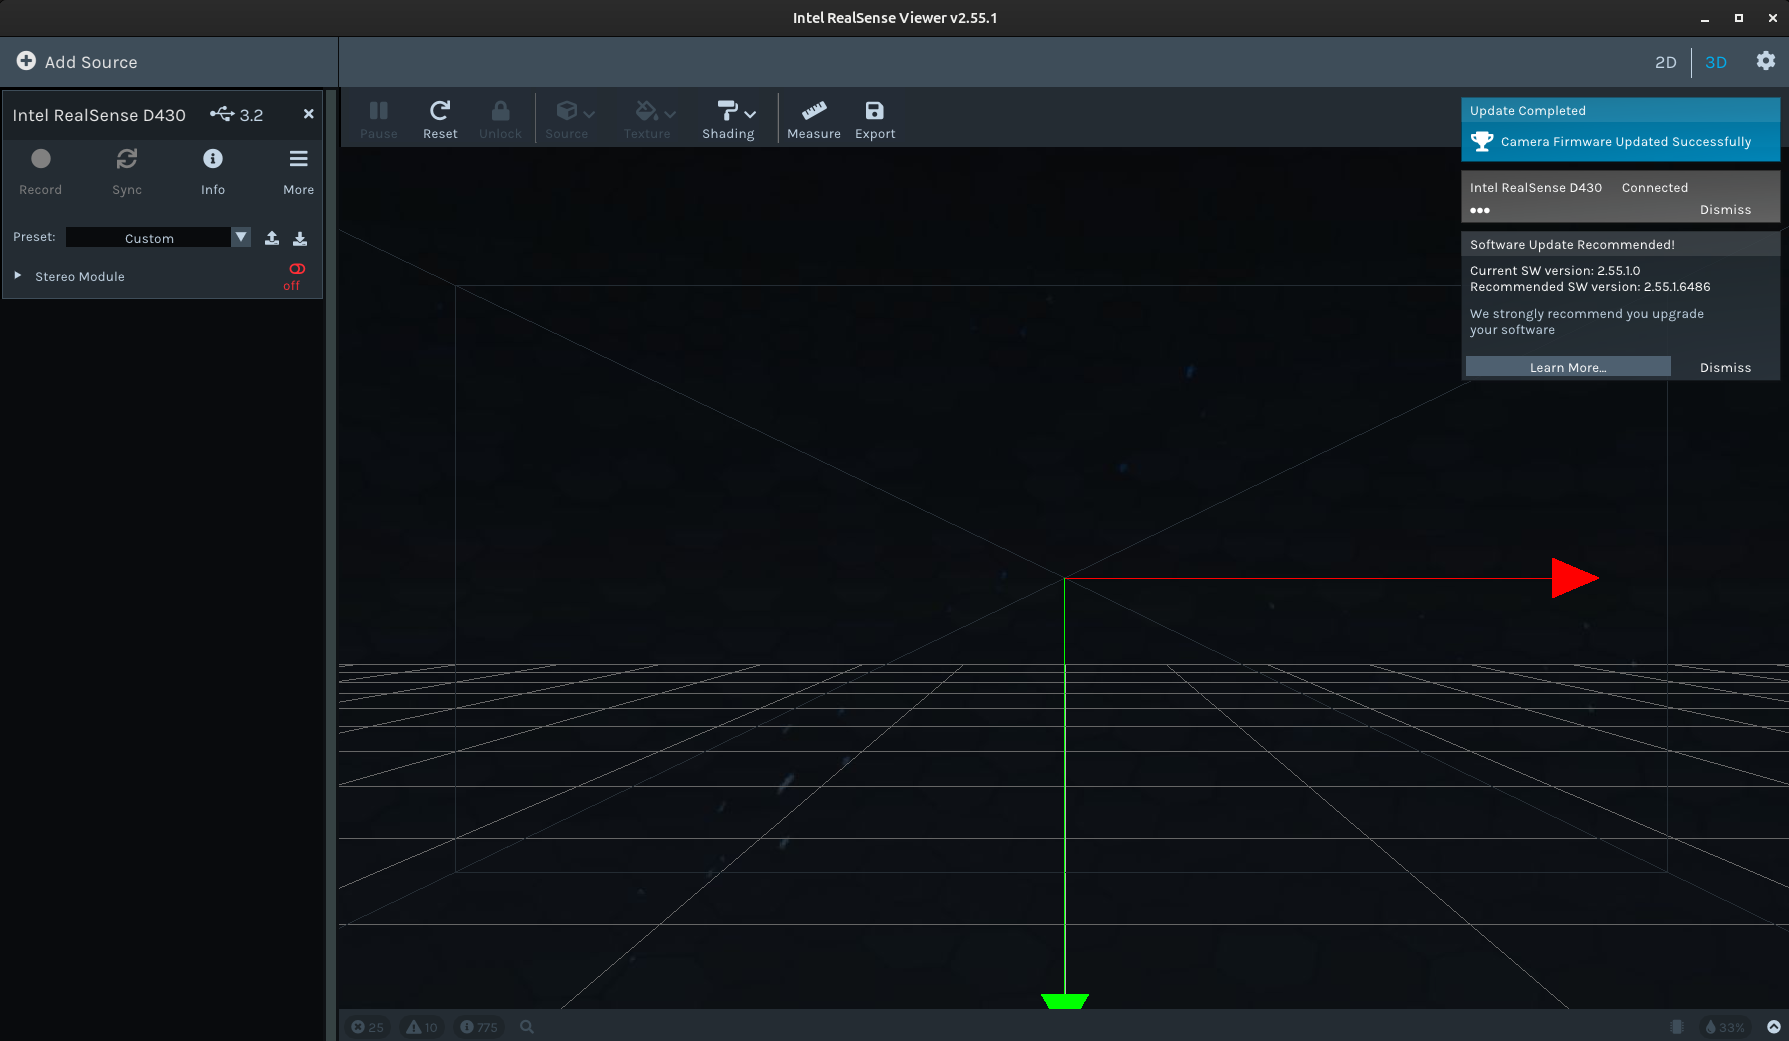 Intel RealSense Viewer v2.55.1
Add Source
2D
3D
Intel RealSense D430
3.2
Record
Sync
Info
More
Preset:
Custom
Stereo Module
off
Pause
Reset
Unlock
Source
Texture
Shading
Measure
Export
Update Completed
Camera Firmware Updated Successfully
Intel RealSense D430 Connected
Dismiss
Software Update Recommended!
Current SW version: 2.55.1.0
Recommended SW version: 2.55.1.6486
We strongly recommend you upgrade
your software
Learn More...
Dismiss
25
10
775
33%